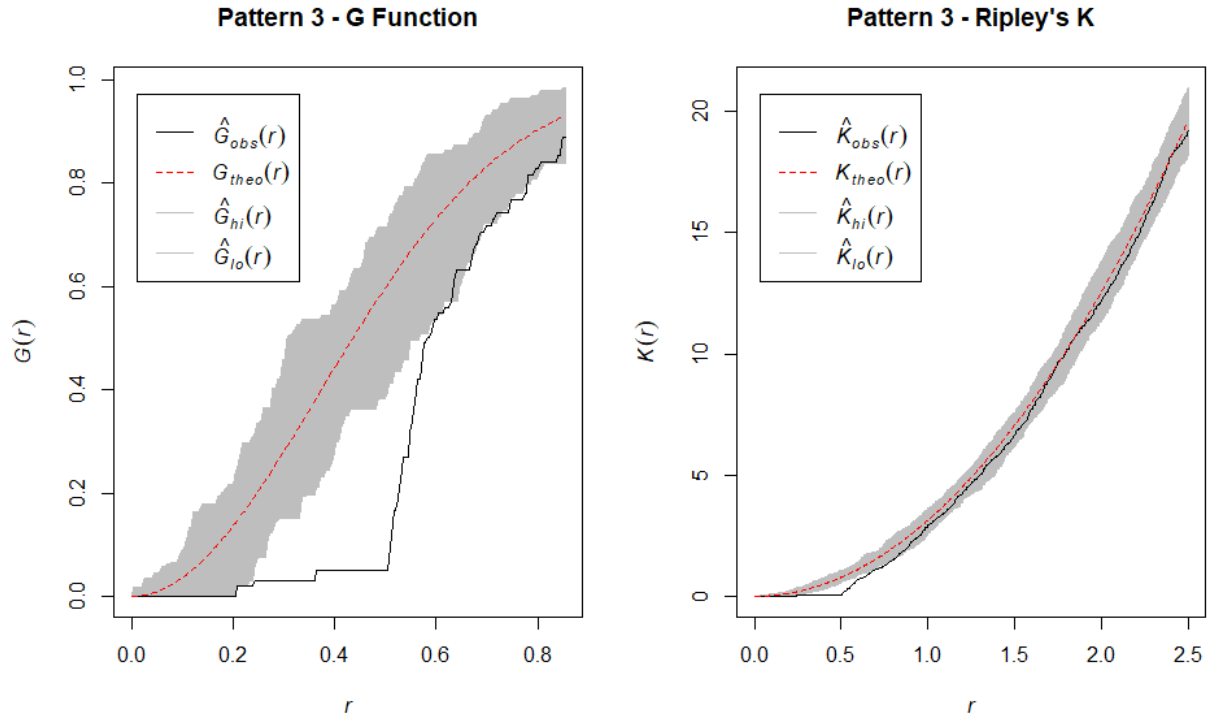 Pattern 3 - G Function
G(r)
1.0
0.8
0.6
0.4
0.2
0.0
Ĝobs(r)
Gtheo(r)
Ĝhi(r)
Ĝlo(r)
0.0 0.2 0.4 0.6 0.8
r
Pattern 3 - Ripley's K
K(r)
20
15
10
5
0
K̂obs(r)
Ktheo(r)
K̂hi(r)
K̂lo(r)
0.0 0.5 1.0 1.5 2.0 2.5
r